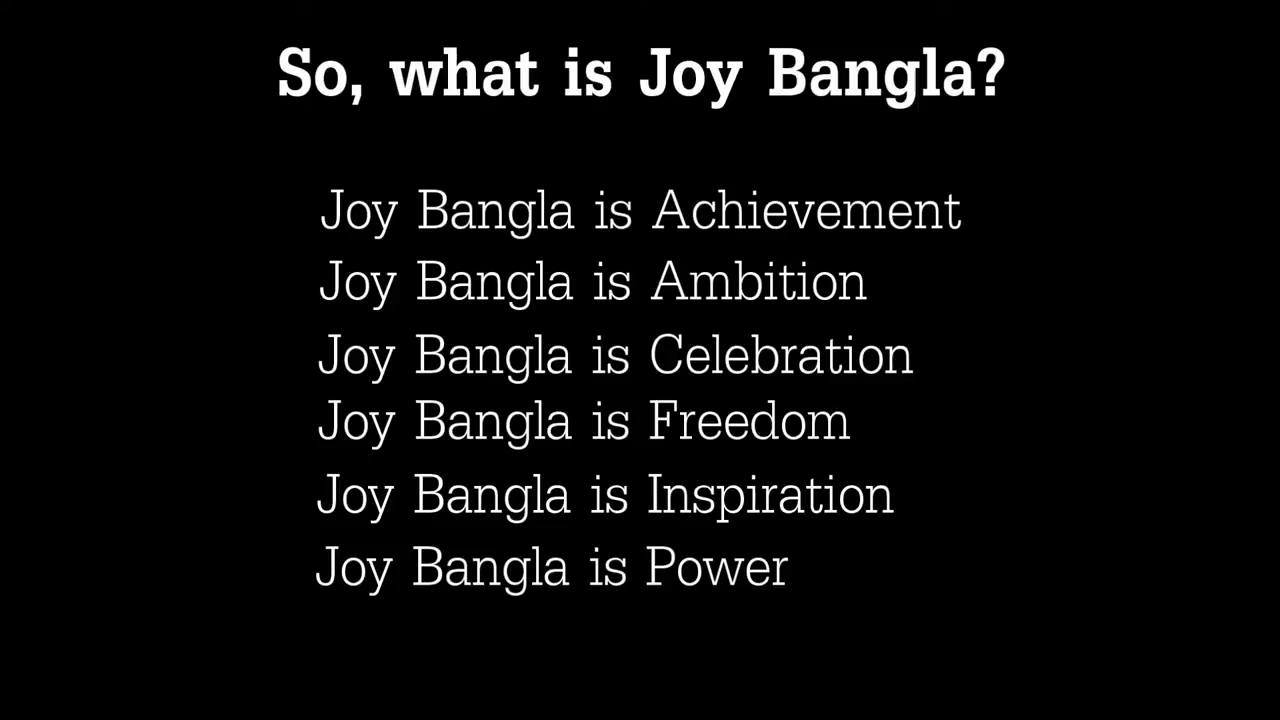 So, what is Joy Bangla?
Joy Bangla is Achievement
Joy Bangla is Ambition
Joy Bangla is Celebration
Joy Bangla is Freedom
Joy Bangla is Inspiration
Joy Bangla is Power